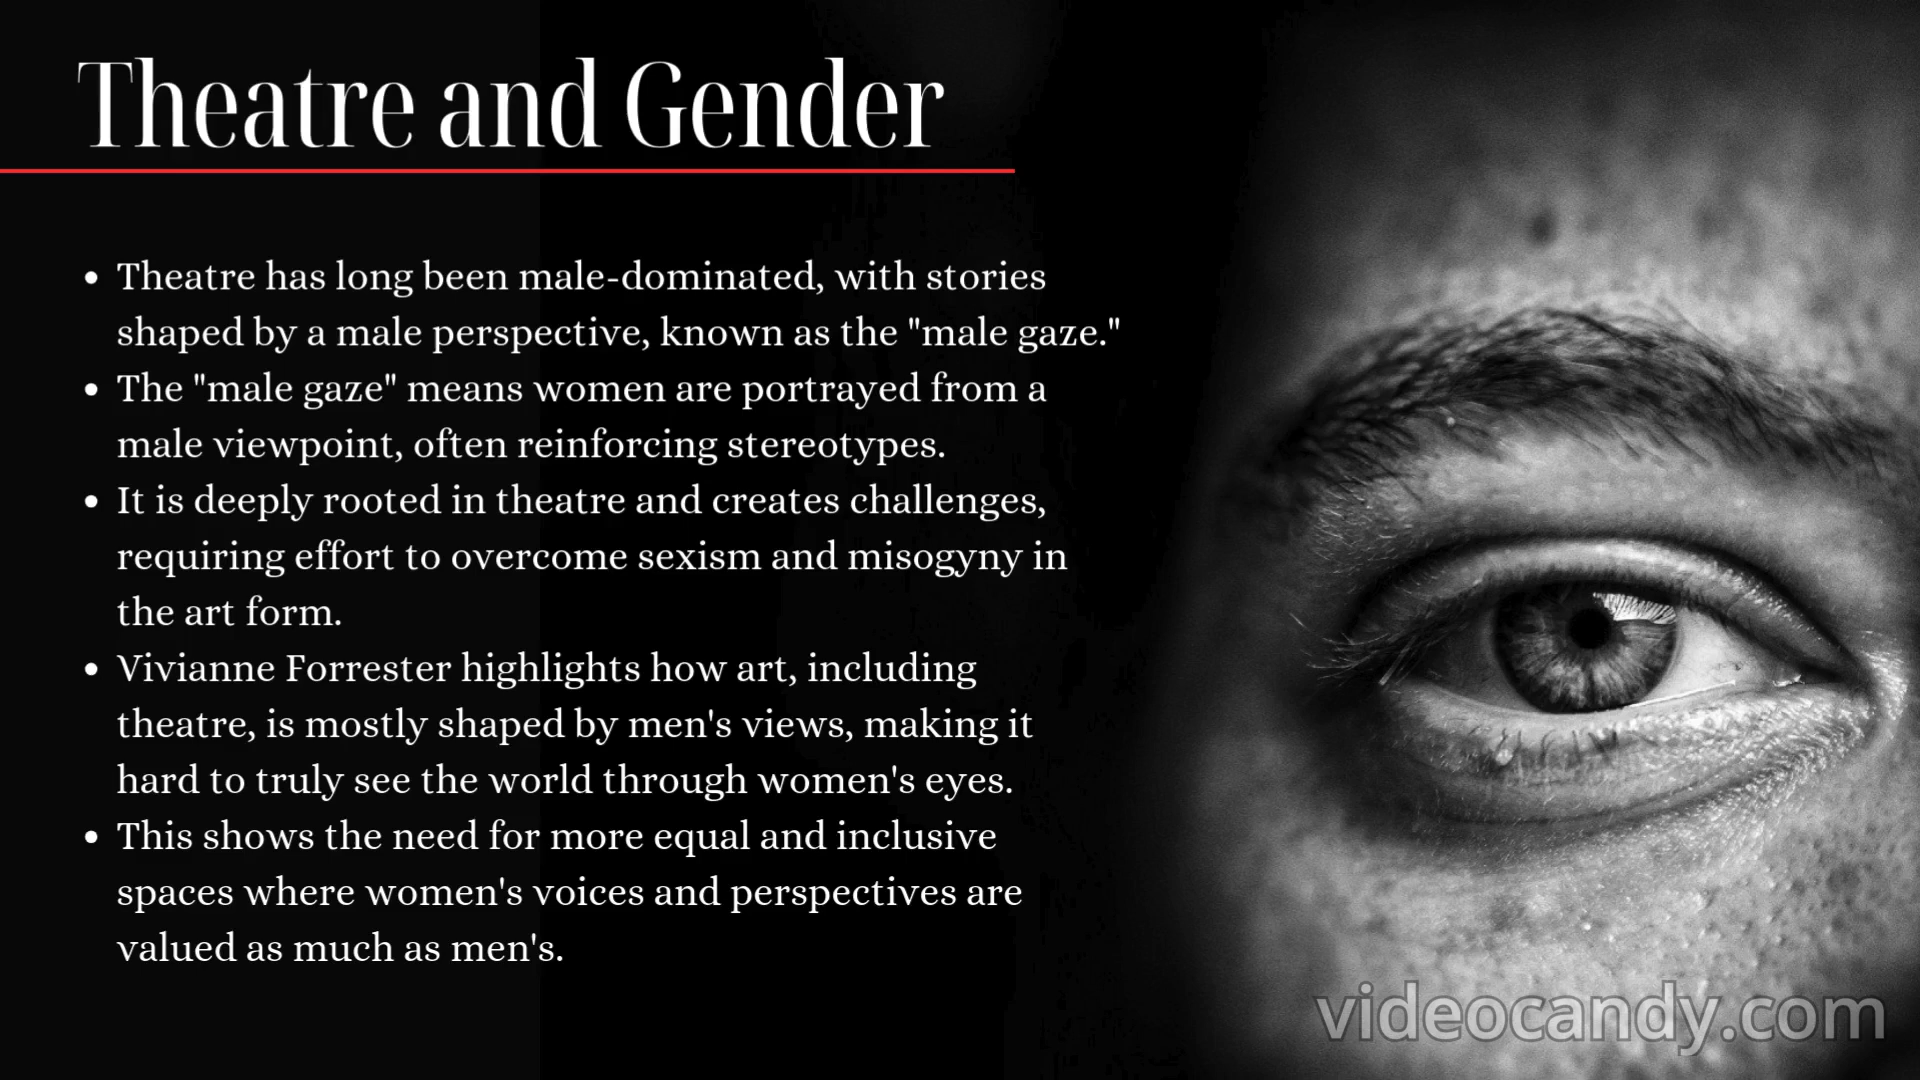 Theatre and Gender
• Theatre has long been male-dominated, with stories
shaped by a male perspective, known as the "male gaze."
• The "male gaze" means women are portrayed from a
male viewpoint, often reinforcing stereotypes.
• It is deeply rooted in theatre and creates challenges,
requiring effort to overcome sexism and misogyny in
the art form.
• Vivianne Forrester highlights how art, including
theatre, is mostly shaped by men's views, making it
hard to truly see the world through women's eyes.
• This shows the need for more equal and inclusive
spaces where women's voices and perspectives are
valued as much as men's.
videocandy.com